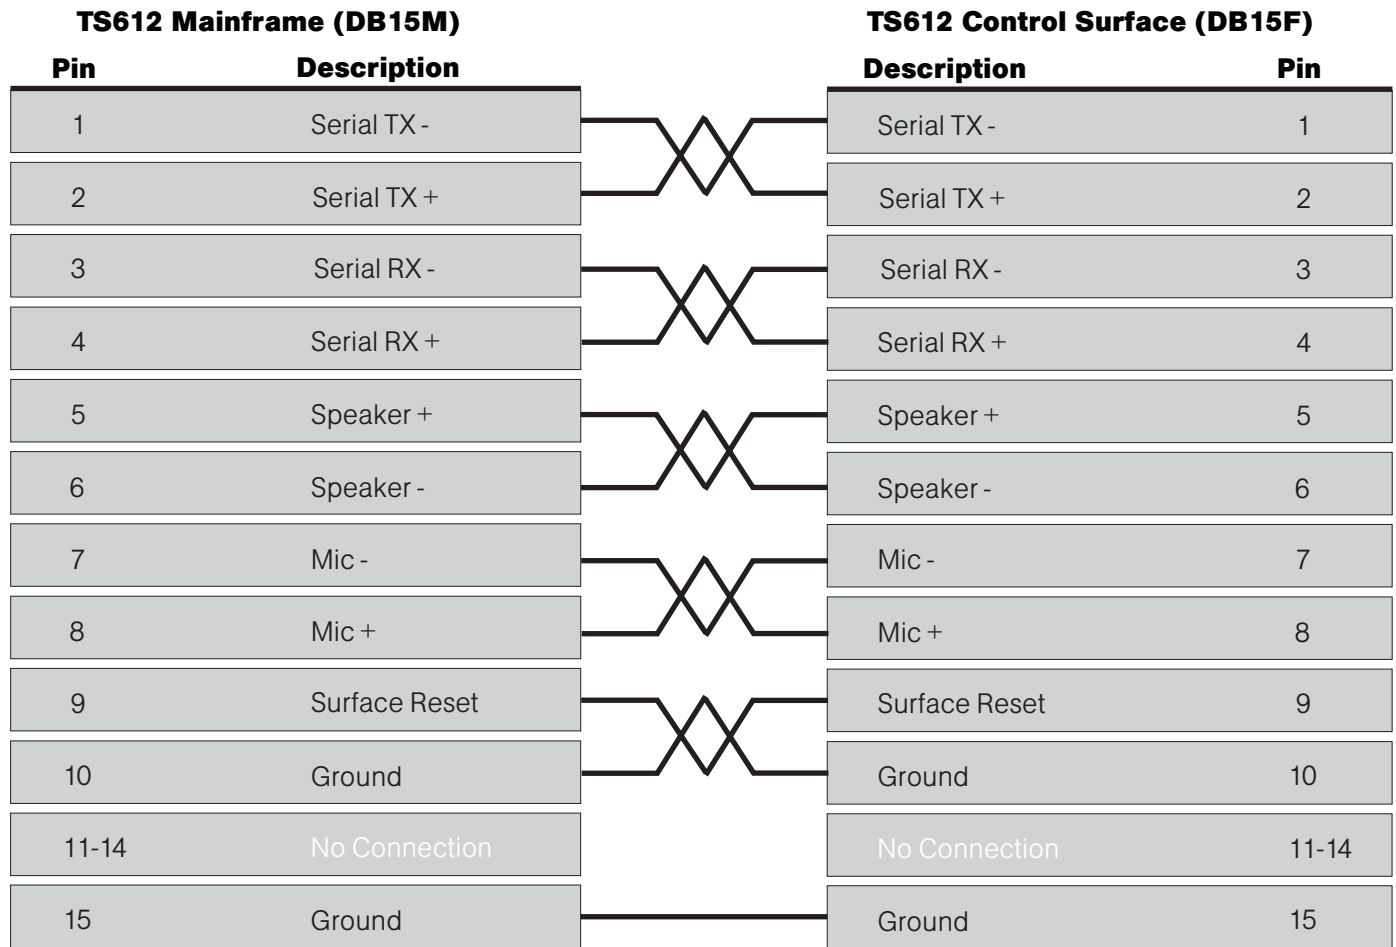 TS612 Mainframe (DB15M) TS612 Control Surface (DB15F)
Pin Description Description Pin
1 Serial TX - Serial TX - 1
2 Serial TX + Serial TX + 2
3 Serial RX - Serial RX - 3
4 Serial RX + Serial RX + 4
5 Speaker + Speaker + 5
6 Speaker - Speaker - 6
7 Mic - Mic - 7
8 Mic + Mic + 8
9 Surface Reset Surface Reset 9
10 Ground Ground 10
11-14 No Connection No Connection 11-14
15 Ground Ground 15